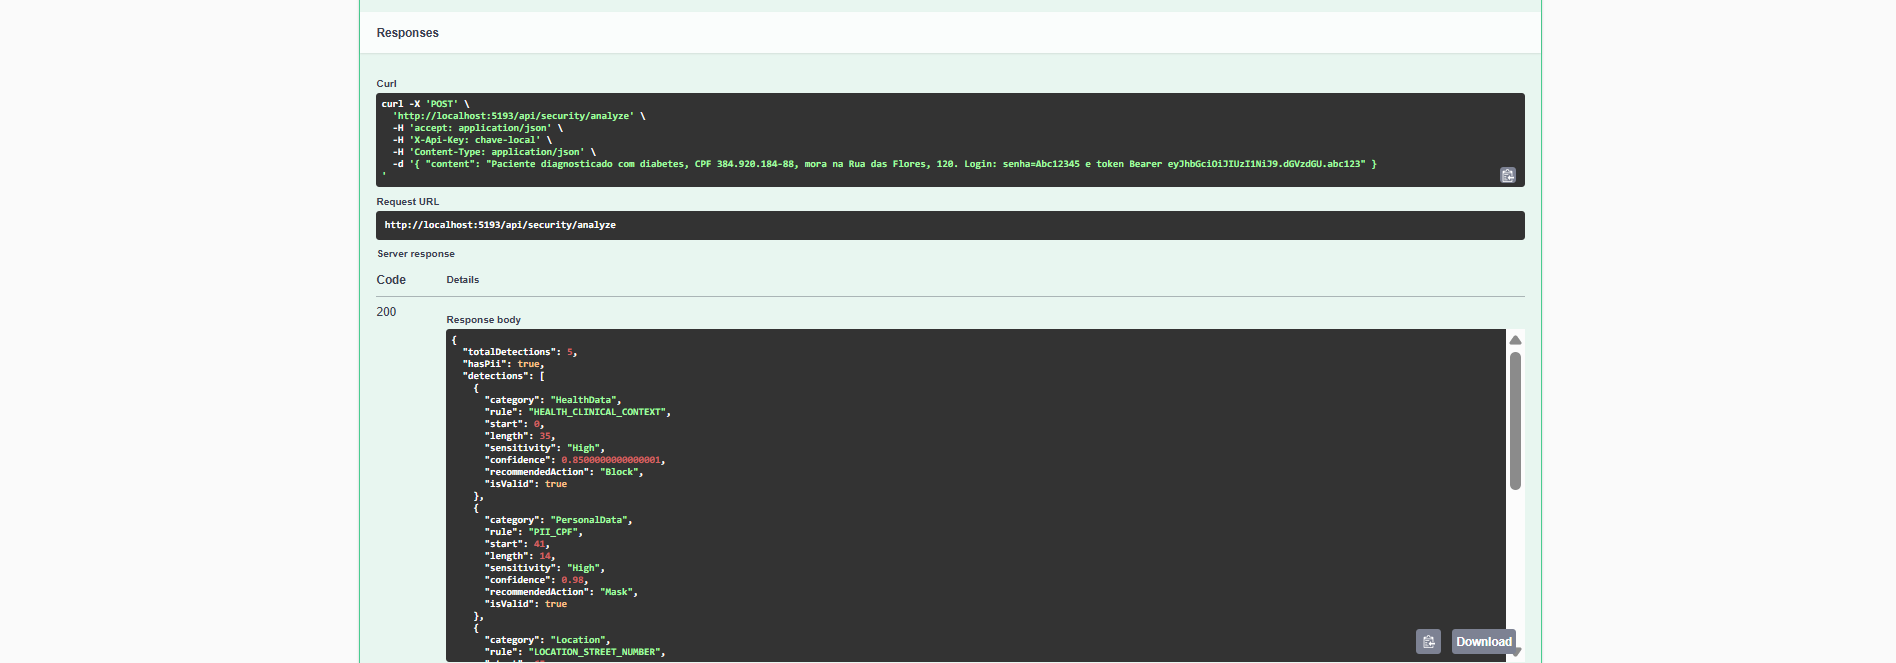 Responses
Curl
curl -X 'POST' \
'http://localhost:5193/api/security/analyze' \
-H 'accept: application/json' \
-H 'X-Api-Key: chave-local' \
-H 'Content-Type: application/json' \
-d '{ "content": "Paciente diagnosticado com diabetes, CPF 384.920.184-88, mora na Rua das Flores, 120. Login: senha=Abc12345 e token Bearer eyJhbGciOiJIUzI1NiJ9.dGVzdGU.abc123" }
'
Request URL
http://localhost:5193/api/security/analyze
Server response
Code Details
200
Response body
{
"totalDetections": 5,
"hasPii": true,
"detections": [
{
"category": "HealthData",
"rule": "HEALTH_CLINICAL_CONTEXT",
"start": 0,
"length": 35,
"sensitivity": "High",
"confidence": 0.8500000000000001,
"recommendedAction": "Block",
"isValid": true
},
{
"category": "PersonalData",
"rule": "PII_CPF",
"start": 41,
"length": 14,
"sensitivity": "High",
"confidence": 0.98,
"recommendedAction": "Mask",
"isValid": true
},
{
"category": "Location",
"rule": "LOCATION_STREET_NUMBER",
Download